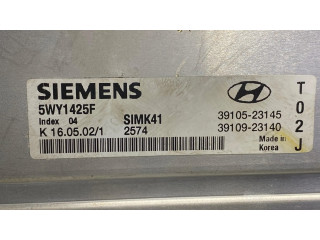 SIEMENS
5WY1425F
Index 04 SIMK41
K 16.05.02/1 2574
39105-23145
39109-23140
Made in
Korea
T
0
2
J